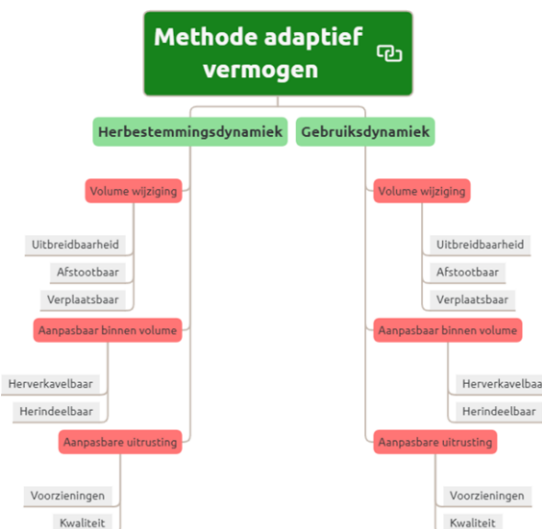 Methode adaptief
vermogen
Herbestemmingsdynamiek
Gebruiksdynamiek
Volume wijziging
Uitbreidbaarheid
Afstootbaar
Verplaatsbaar
Aanpasbaar binnen volume
Herverkavelbaar
Herindeelbaar
Aanpasbare uitrusting
Voorzieningen
Kwaliteit
Volume wijziging
Uitbreidbaarheid
Afstootbaar
Verplaatsbaar
Aanpasbaar binnen volume
Herverkavelbaa
Herindeelbaar
Aanpasbare uitrusting
Voorzieningen
Kwaliteit